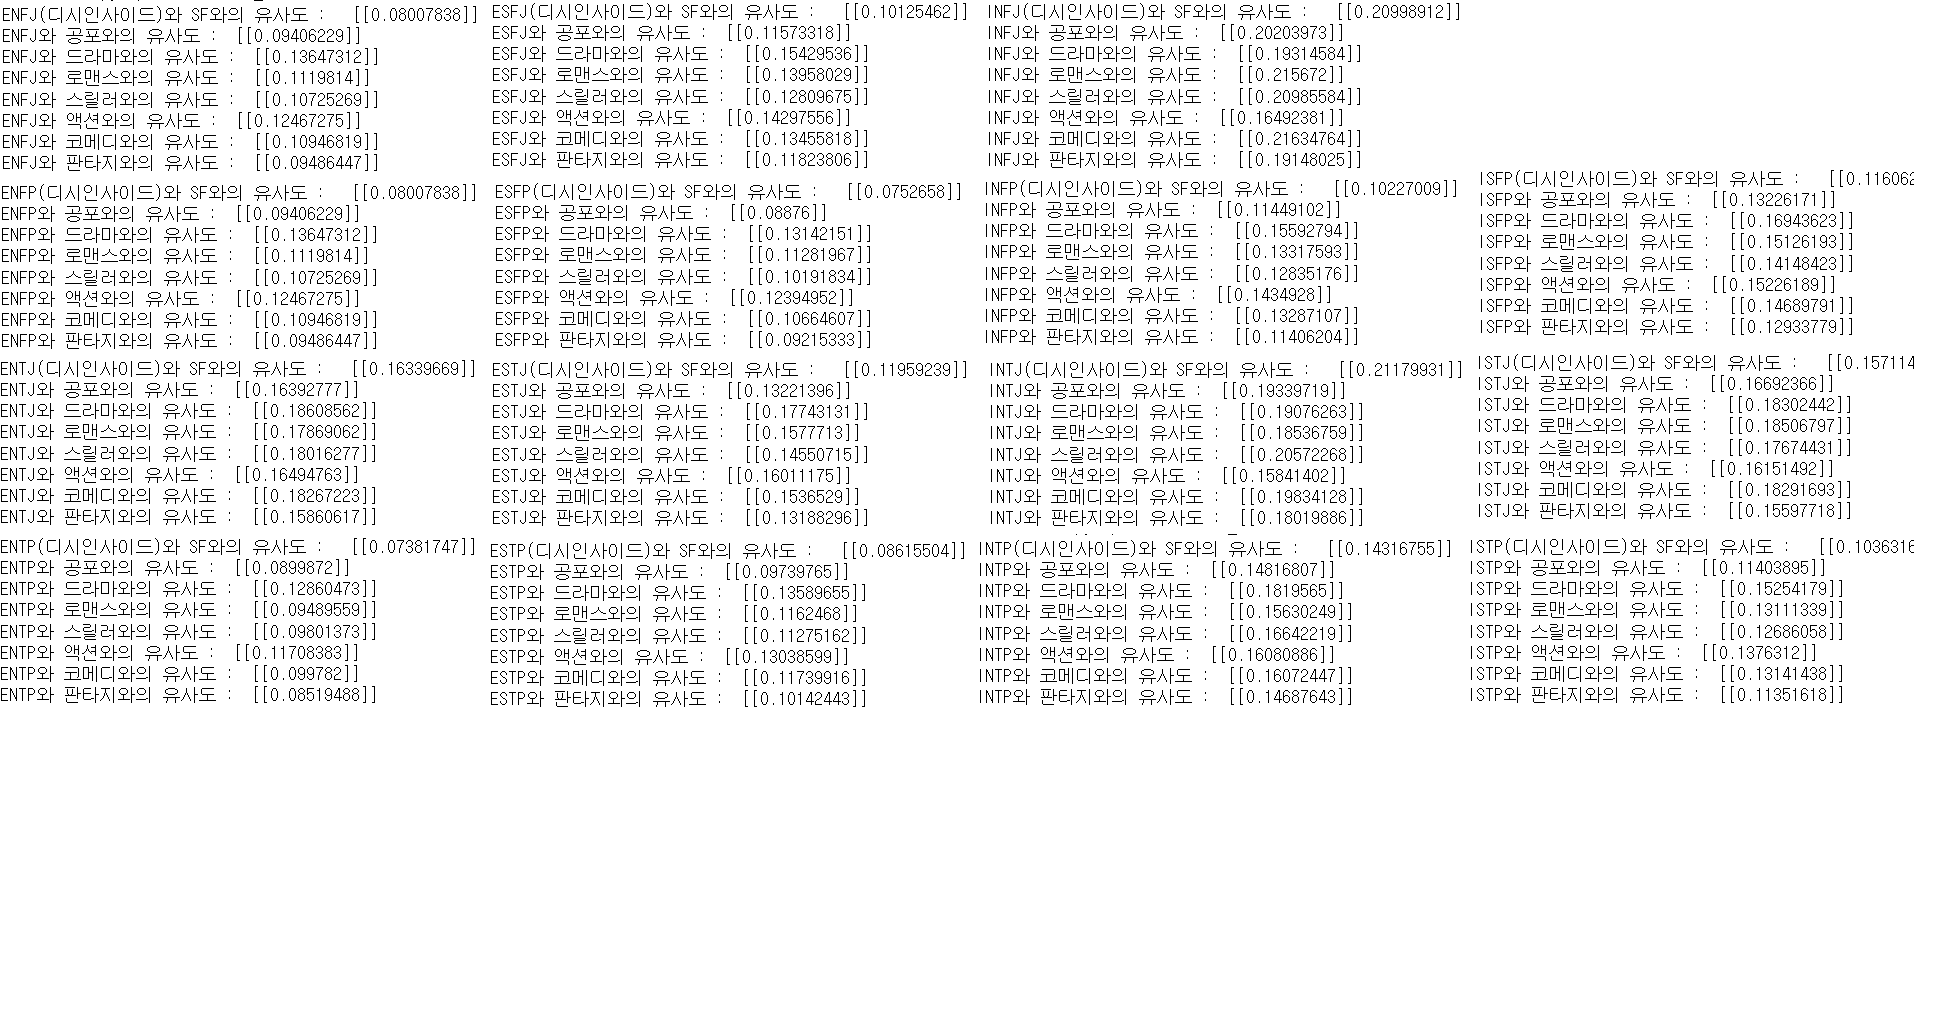 ENFJ(디시인사이드)와 SF와의 유사도 : [[0.08007838]]
ENFJ와 공포와의 유사도 : [[0.09406229]]
ENFJ와 드라마와의 유사도 : [[0.13647312]]
ENFJ와 로맨스와의 유사도 : [[0.1119814]]
ENFJ와 스릴러와의 유사도 : [[0.10725269]]
ENFJ와 액션와의 유사도 : [[0.12467275]]
ENFJ와 코메디와의 유사도 : [[0.10946819]]
ENFJ와 판타지와의 유사도 : [[0.09486447]]
ESFJ(디시인사이드)와 SF와의 유사도 : [[0.10125462]]
ESFJ와 공포와의 유사도 : [[0.11573318]]
ESFJ와 드라마와의 유사도 : [[0.15429536]]
ESFJ와 로맨스와의 유사도 : [[0.13958029]]
ESFJ와 스릴러와의 유사도 : [[0.12809675]]
ESFJ와 액션와의 유사도 : [[0.14297556]]
ESFJ와 코메디와의 유사도 : [[0.13455818]]
ESFJ와 판타지와의 유사도 : [[0.11823806]]
INFJ(디시인사이드)와 SF와의 유사도 : [[0.20998912]]
INFJ와 공포와의 유사도 : [[0.20203973]]
INFJ와 드라마와의 유사도 : [[0.19314584]]
INFJ와 로맨스와의 유사도 : [[0.215672]]
INFJ와 스릴러와의 유사도 : [[0.20985584]]
INFJ와 액션와의 유사도 : [[0.16492381]]
INFJ와 코메디와의 유사도 : [[0.21634764]]
INFJ와 판타지와의 유사도 : [[0.19148025]]
ENFP(디시인사이드)와 SF와의 유사도 : [[0.08007838]]
ENFP와 공포와의 유사도 : [[0.09406229]]
ENFP와 드라마와의 유사도 : [[0.13647312]]
ENFP와 로맨스와의 유사도 : [[0.1119814]]
ENFP와 스릴러와의 유사도 : [[0.10725269]]
ENFP와 액션와의 유사도 : [[0.12467275]]
ENFP와 코메디와의 유사도 : [[0.10946819]]
ENFP와 판타지와의 유사도 : [[0.09486447]]
ESFP(디시인사이드)와 SF와의 유사도 : [[0.0752658]]
ESFP와 공포와의 유사도 : [[0.08876]]
ESFP와 드라마와의 유사도 : [[0.13142151]]
ESFP와 로맨스와의 유사도 : [[0.11281967]]
ESFP와 스릴러와의 유사도 : [[0.10191834]]
ESFP와 액션와의 유사도 : [[0.12394952]]
ESFP와 코메디와의 유사도 : [[0.10664607]]
ESFP와 판타지와의 유사도 : [[0.09215333]]
INFP(디시인사이드)와 SF와의 유사도 : [[0.10227009]]
INFP와 공포와의 유사도 : [[0.11449102]]
INFP와 드라마와의 유사도 : [[0.15592794]]
INFP와 로맨스와의 유사도 : [[0.13317593]]
INFP와 스릴러와의 유사도 : [[0.12835176]]
INFP와 액션와의 유사도 : [[0.1434928]]
INFP와 코메디와의 유사도 : [[0.13287107]]
INFP와 판타지와의 유사도 : [[0.11406204]]
ISFP(디시인사이드)와 SF와의 유사도 : [[0.116062
ISFP와 공포와의 유사도 : [[0.13226171]]
ISFP와 드라마와의 유사도 : [[0.16943623]]
ISFP와 로맨스와의 유사도 : [[0.15126193]]
ISFP와 스릴러와의 유사도 : [[0.14148423]]
ISFP와 액션와의 유사도 : [[0.15226189]]
ISFP와 코메디와의 유사도 : [[0.14689791]]
ISFP와 판타지와의 유사도 : [[0.12933779]]
ENTJ(디시인사이드)와 SF와의 유사도 : [[0.16339669]]
ENTJ와 공포와의 유사도 : [[0.16392777]]
ENTJ와 드라마와의 유사도 : [[0.18608562]]
ENTJ와 로맨스와의 유사도 : [[0.17869062]]
ENTJ와 스릴러와의 유사도 : [[0.18016277]]
ENTJ와 액션와의 유사도 : [[0.16494763]]
ENTJ와 코메디와의 유사도 : [[0.18267223]]
ENTJ와 판타지와의 유사도 : [[0.15860617]]
ESTJ(디시인사이드)와 SF와의 유사도 : [[0.11959239]]
ESTJ와 공포와의 유사도 : [[0.13221396]]
ESTJ와 드라마와의 유사도 : [[0.17743131]]
ESTJ와 로맨스와의 유사도 : [[0.1577713]]
ESTJ와 스릴러와의 유사도 : [[0.14550715]]
ESTJ와 액션와의 유사도 : [[0.16011175]]
ESTJ와 코메디와의 유사도 : [[0.1536529]]
ESTJ와 판타지와의 유사도 : [[0.13188296]]
INTJ(디시인사이드)와 SF와의 유사도 : [[0.21179931]]
INTJ와 공포와의 유사도 : [[0.19339719]]
INTJ와 드라마와의 유사도 : [[0.19076263]]
INTJ와 로맨스와의 유사도 : [[0.18536759]]
INTJ와 스릴러와의 유사도 : [[0.20572268]]
INTJ와 액션와의 유사도 : [[0.15841402]]
INTJ와 코메디와의 유사도 : [[0.19834128]]
INTJ와 판타지와의 유사도 : [[0.18019886]]
ISTJ(디시인사이드)와 SF와의 유사도 : [[0.157114
ISTJ와 공포와의 유사도 : [[0.16692366]]
ISTJ와 드라마와의 유사도 : [[0.18302442]]
ISTJ와 로맨스와의 유사도 : [[0.18506797]]
ISTJ와 스릴러와의 유사도 : [[0.17674431]]
ISTJ와 액션와의 유사도 : [[0.16151492]]
ISTJ와 코메디와의 유사도 : [[0.18291693]]
ISTJ와 판타지와의 유사도 : [[0.15597718]]
ENTP(디시인사이드)와 SF와의 유사도 : [[0.07381747]]
ENTP와 공포와의 유사도 : [[0.0899872]]
ENTP와 드라마와의 유사도 : [[0.12860473]]
ENTP와 로맨스와의 유사도 : [[0.09489559]]
ENTP와 스릴러와의 유사도 : [[0.09801373]]
ENTP와 액션와의 유사도 : [[0.11708383]]
ENTP와 코메디와의 유사도 : [[0.099782]]
ENTP와 판타지와의 유사도 : [[0.08519488]]
ESTP(디시인사이드)와 SF와의 유사도 : [[0.08615504]]
ESTP와 공포와의 유사도 : [[0.09739765]]
ESTP와 드라마와의 유사도 : [[0.13589655]]
ESTP와 로맨스와의 유사도 : [[0.1162468]]
ESTP와 스릴러와의 유사도 : [[0.11275162]]
ESTP와 액션와의 유사도 : [[0.13038599]]
ESTP와 코메디와의 유사도 : [[0.11739916]]
ESTP와 판타지와의 유사도 : [[0.10142443]]
INTP(디시인사이드)와 SF와의 유사도 : [[0.14316755]]
INTP와 공포와의 유사도 : [[0.14816807]]
INTP와 드라마와의 유사도 : [[0.1819565]]
INTP와 로맨스와의 유사도 : [[0.15630249]]
INTP와 스릴러와의 유사도 : [[0.16642219]]
INTP와 액션와의 유사도 : [[0.16080886]]
INTP와 코메디와의 유사도 : [[0.16072447]]
INTP와 판타지와의 유사도 : [[0.14687643]]
ISTP(디시인사이드)와 SF와의 유사도 : [[0.1036316
ISTP와 공포와의 유사도 : [[0.11403895]]
ISTP와 드라마와의 유사도 : [[0.15254179]]
ISTP와 로맨스와의 유사도 : [[0.13111339]]
ISTP와 스릴러와의 유사도 : [[0.12686058]]
ISTP와 액션와의 유사도 : [[0.1376312]]
ISTP와 코메디와의 유사도 : [[0.13141438]]
ISTP와 판타지와의 유사도 : [[0.11351618]]